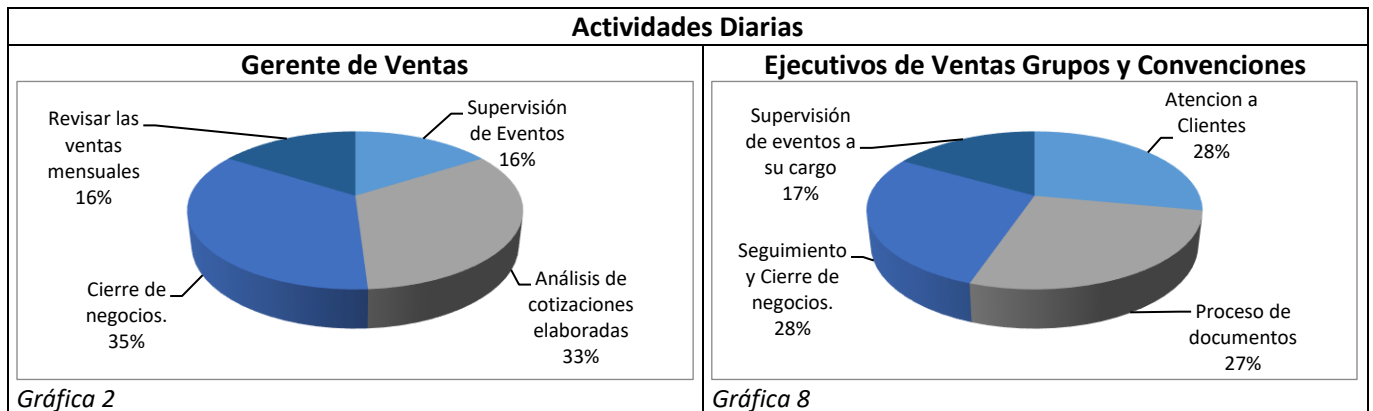 Actividades Diarias
Gerente de Ventas
Revisar las
ventas
mensuales
16%
Supervisión
de Eventos
16%
Cierre de
negocios.
35%
Análisis de
cotizaciones
elaboradas
33%
Gráfica 2
Ejecutivos de Ventas Grupos y Convenciones
Supervisión
de eventos a
su cargo
17%
Atencion a
Clientes
28%
Seguimiento
y Cierre de
negocios.
28%
Proceso de
documentos
27%
Gráfica 8